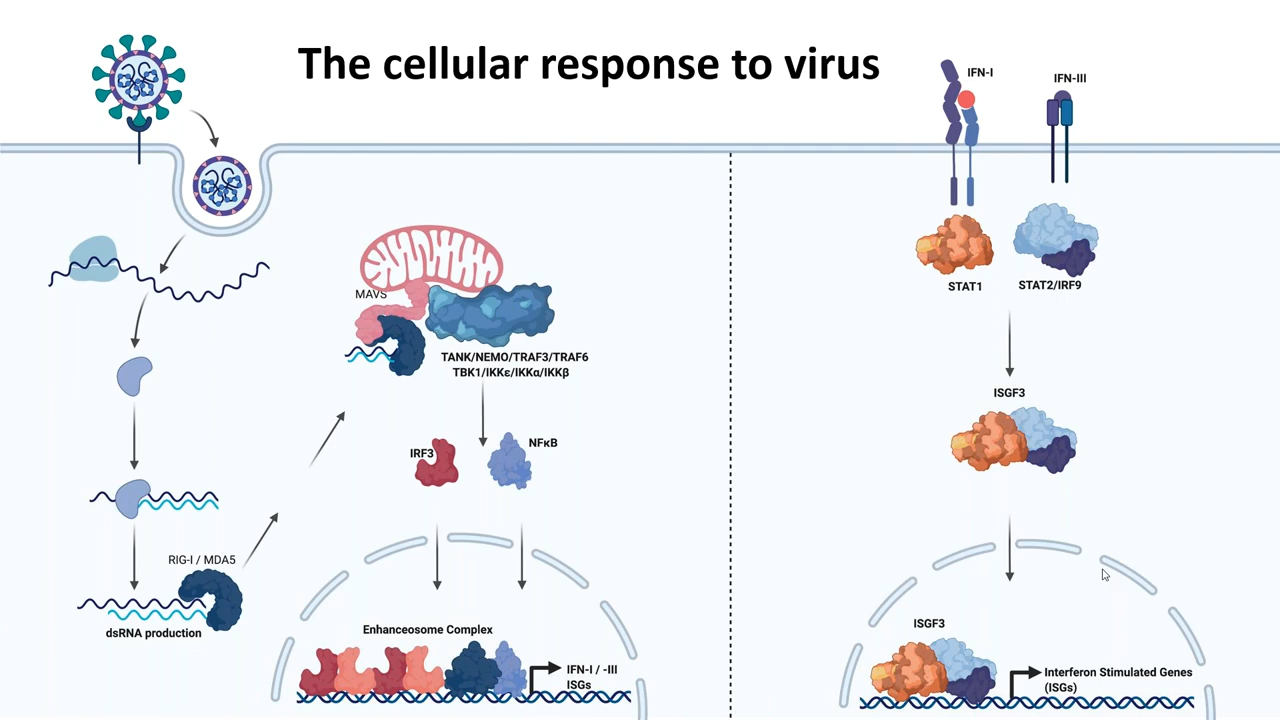 The cellular response to virus
IFN-I
IFN-III
MAVS
TANK/NEMO/TRAF3/TRAF6
TBK1/IKKε/IKKα/IKKβ
IRF3
NFκB
RIG-I / MDA5
dsRNA production
Enhanceosome Complex
IFN-I / -III
ISGs
STAT1
STAT2/IRF9
ISGF3
ISGF3
Interferon Stimulated Genes
(ISGs)